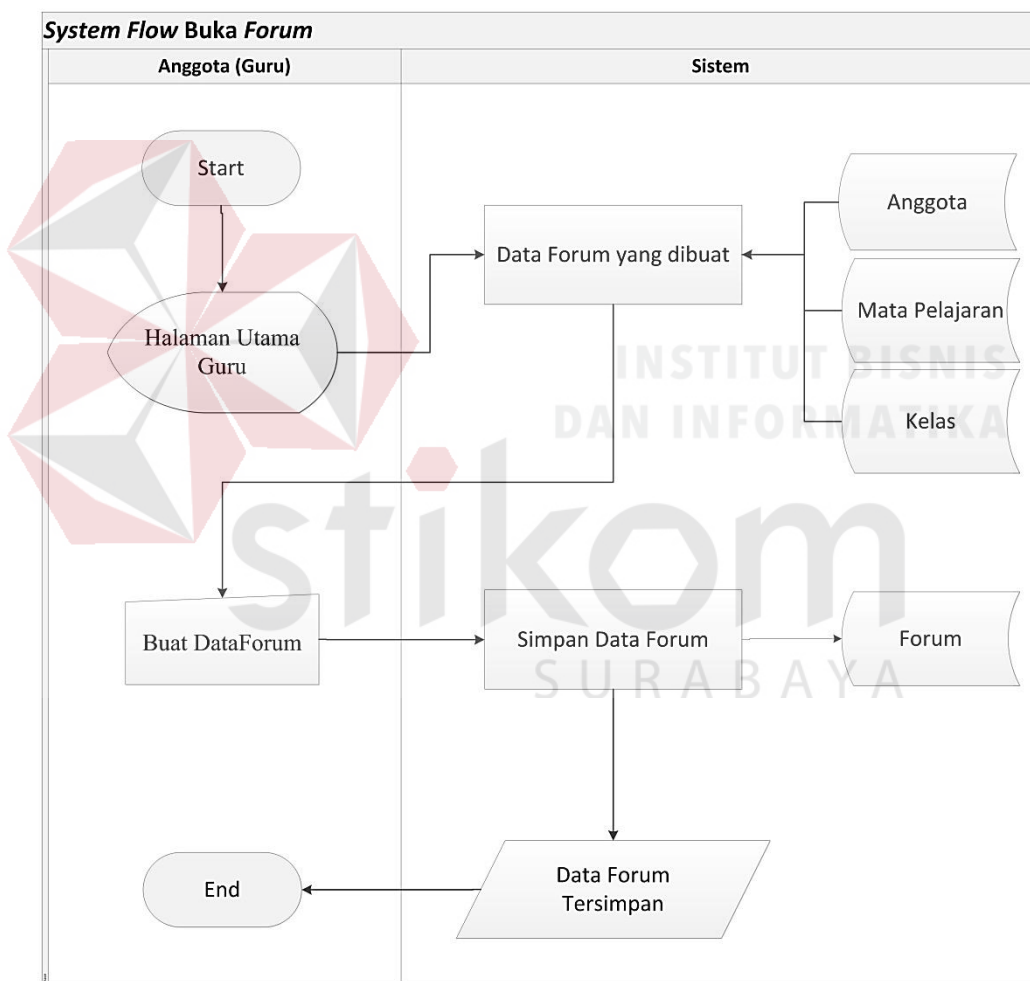 System Flow Buka Forum
Anggota (Guru)
Sistem
Start
Anggota
Data Forum yang dibuat
Mata Pelajaran
Halaman Utama
Guru
INSTITUT BISNIS
DAN INFORMATIKA
Kelas
stikom
Buat DataForum
Simpan Data Forum
Forum
SURABAYA
End
Data Forum
Tersimpan